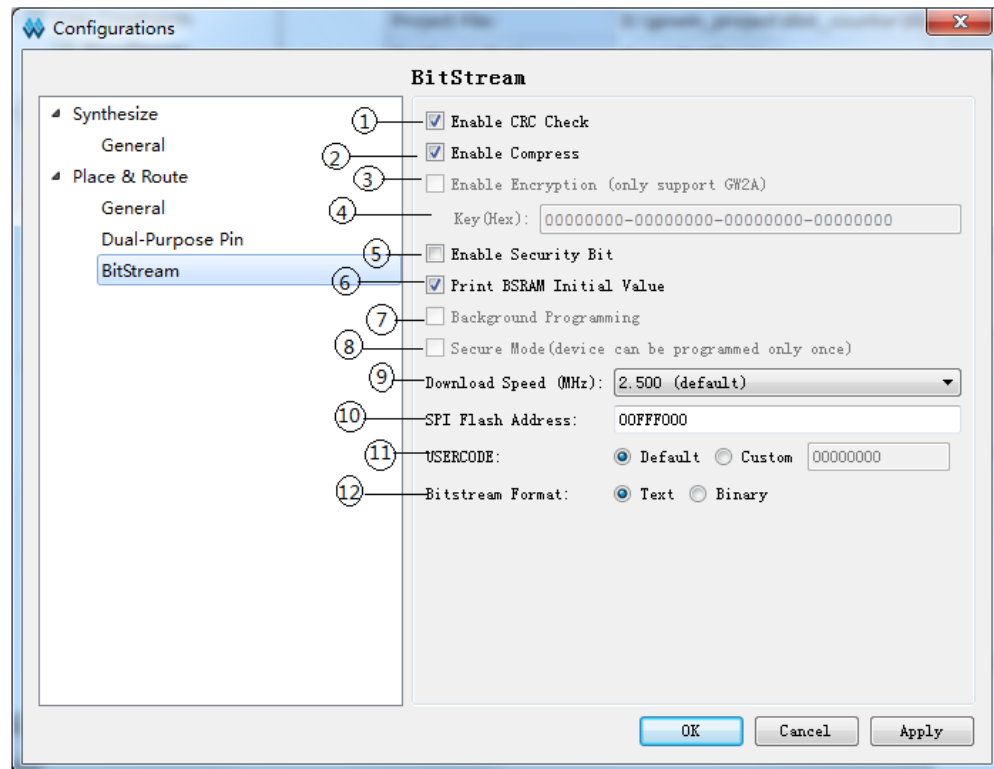 Configurations
BitStream
Synthesize
General
Place & Route
General
Dual-Purpose Pin
BitStream
① Enable CRC Check
② Enable Compress
③ Enable Encryption (only support GW2A)
④ Key(Hex): 00000000-00000000-00000000-00000000
⑤ Enable Security Bit
⑥ Print BSRAM Initial Value
⑦ Background Programming
⑧ Secure Mode(device can be programmed only once)
⑨ Download Speed (MHz): 2.500 (default)
⑩ SPI Flash Address: 00FFF000
⑪ USERCODE: Default Custom 00000000
⑫ Bitstream Format: Text Binary
OK Cancel Apply